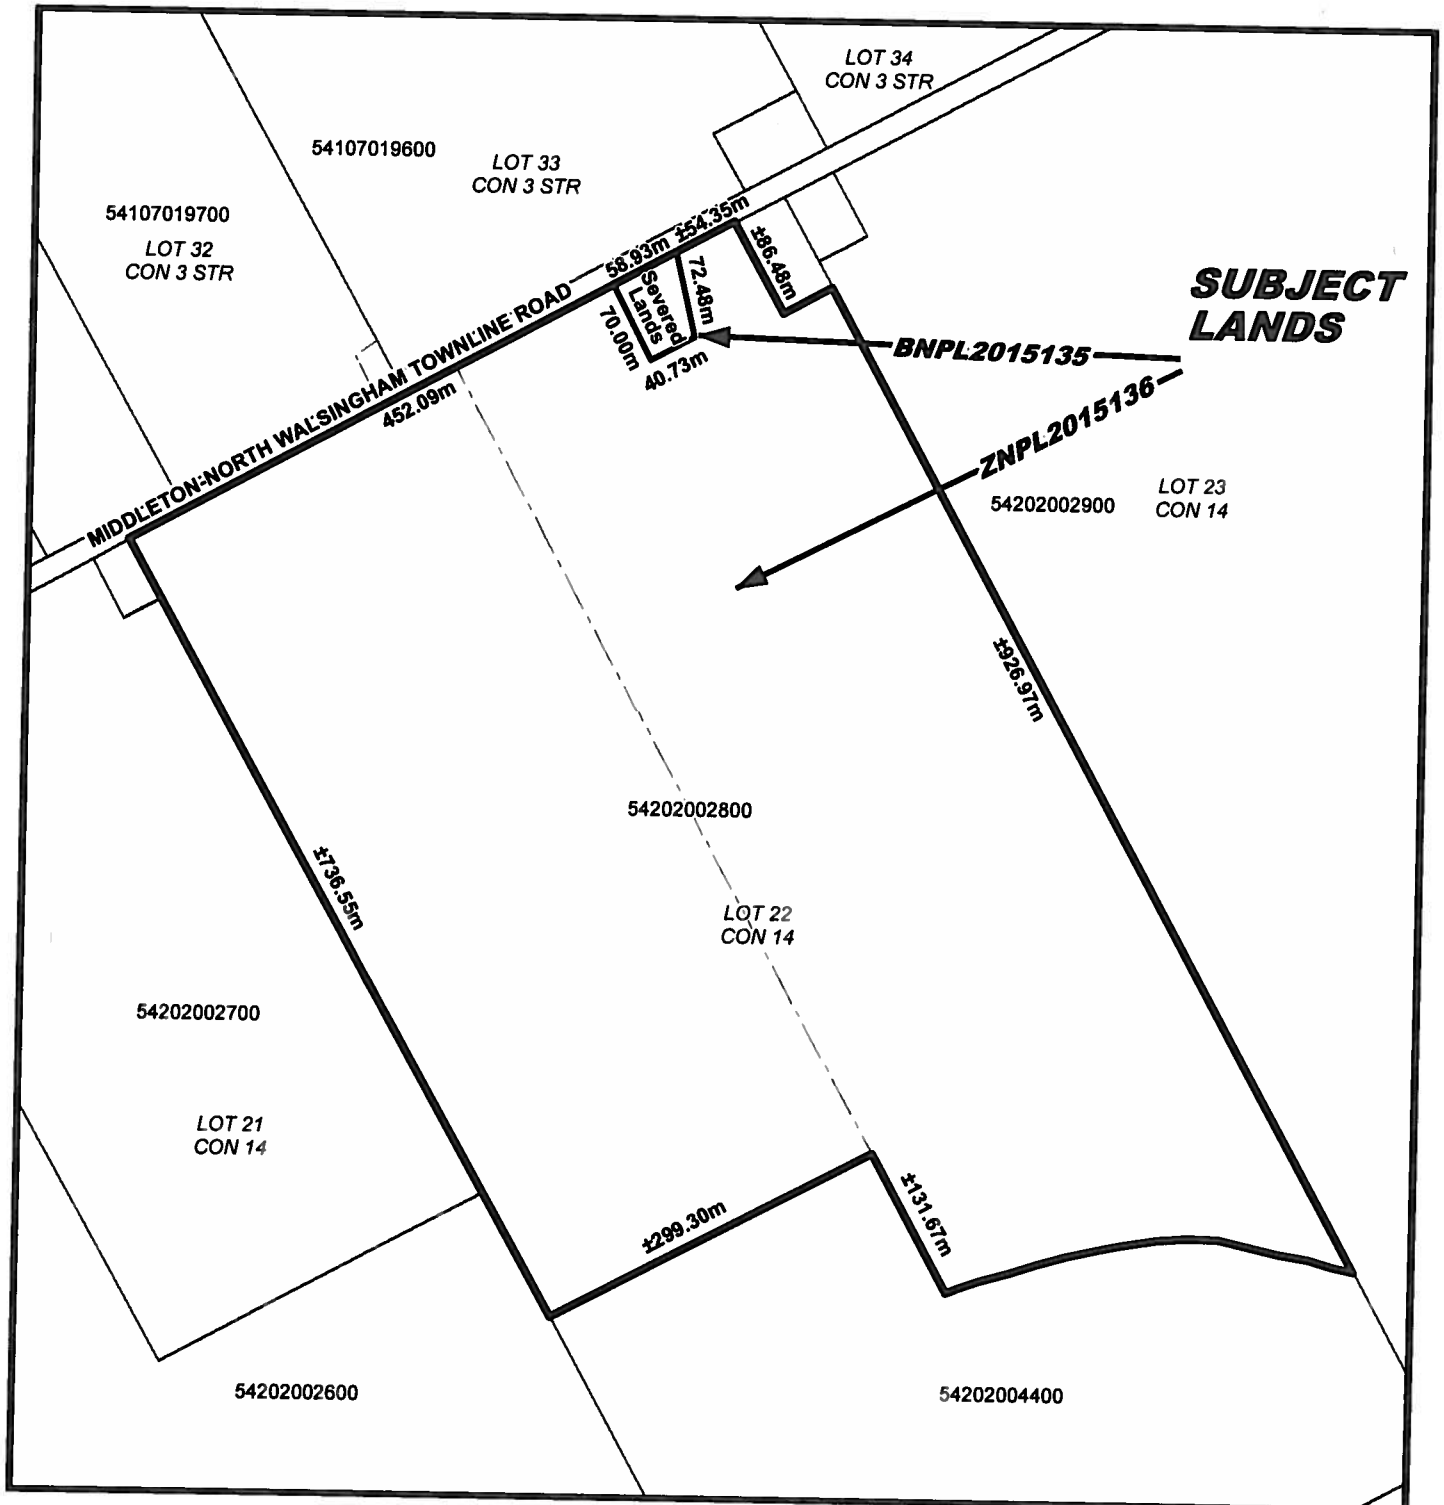 LOT 34
CON 3 STR
54107019600
LOT 33
CON 3 STR
54107019700
LOT 32
CON 3 STR
58.93m
±54.35m
±86.48m
SUBJECT
LANDS
Severed
Lands
72.48m
70.00m
40.73m
BNPL2015135
MIDDLETON-NORTH WALSINGHAM TOWNLINE ROAD
452.09m
ZNPL2015136
54202002900
LOT 23
CON 14
±926.97m
54202002800
±736.55m
LOT 22
CON 14
54202002700
LOT 21
CON 14
±299.30m
±131.67m
54202002600
54202004400